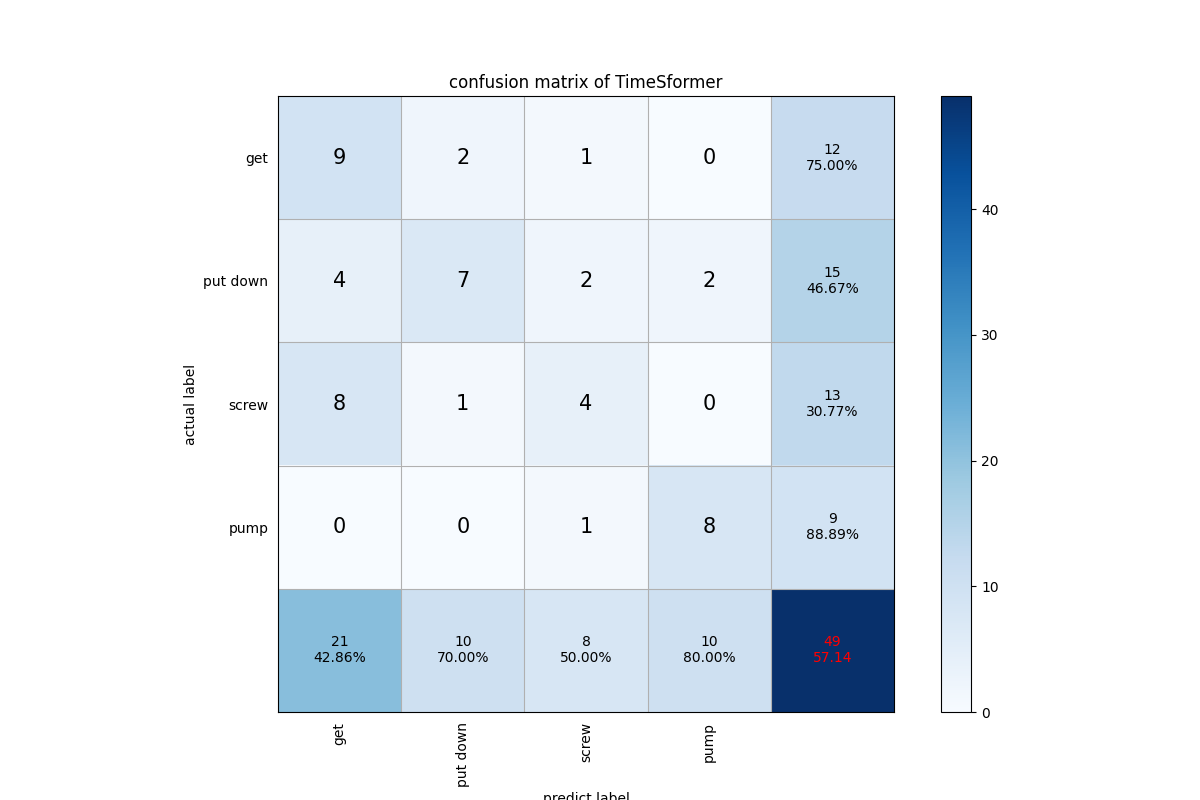 confusion matrix of TimeSformer
get 9 2 1 0 12
75.00%
put down 4 7 2 2 15
46.67%
screw 8 1 4 0 13
30.77%
pump 0 0 1 8 9
88.89%
21 10 8 10 49
42.86% 70.00% 50.00% 80.00% 57.14
get put down screw pump
predict label
actual label
40
30
20
10
0